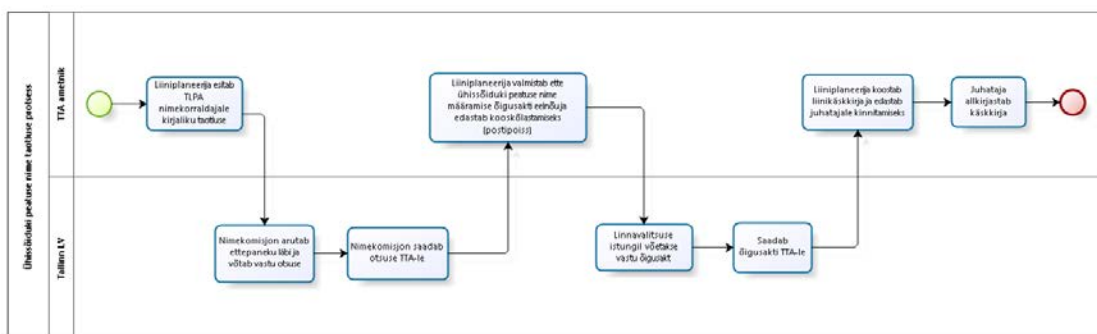 Ühissõiduki peatuse nime taotluse protsess
TTA ametnik
Liiniplaneerija esitab
TLPA
nimekorraldajale
kirjaliku taotluse
Liiniplaneerija valmistab ette
ühissõiduki peatuse nime
määramise õigusakti eelnõu ja
edastab kooskõlastamiseks
(postipoiss)
Liiniplaneerija koostab
liinikäskkirja ja edastab
juhatajale kinnitamiseks
Juhataja
allkirjastab
käskkirja
Tallinn LV
Nimekomisjon arutab
ettepaneku läbi ja
võtab vastu otsuse
Nimekomisjon saadab
otsuse TTA-le
Linnavalitsuse
istungil võetakse
vastu õigusakt
Saadab
õigusakti TTA-le